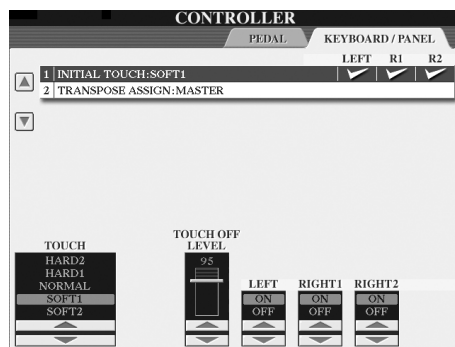 CONTROLLER
PEDAL KEYBOARD / PANEL
LEFT R1 R2
1 INITIAL TOUCH:SOFT1
2 TRANSPOSE ASSIGN:MASTER
TOUCH
HARD2
HARD1
NORMAL
SOFT1
SOFT2
TOUCH OFF
LEVEL
95
LEFT RIGHT1 RIGHT2
ON ON ON
OFF OFF OFF